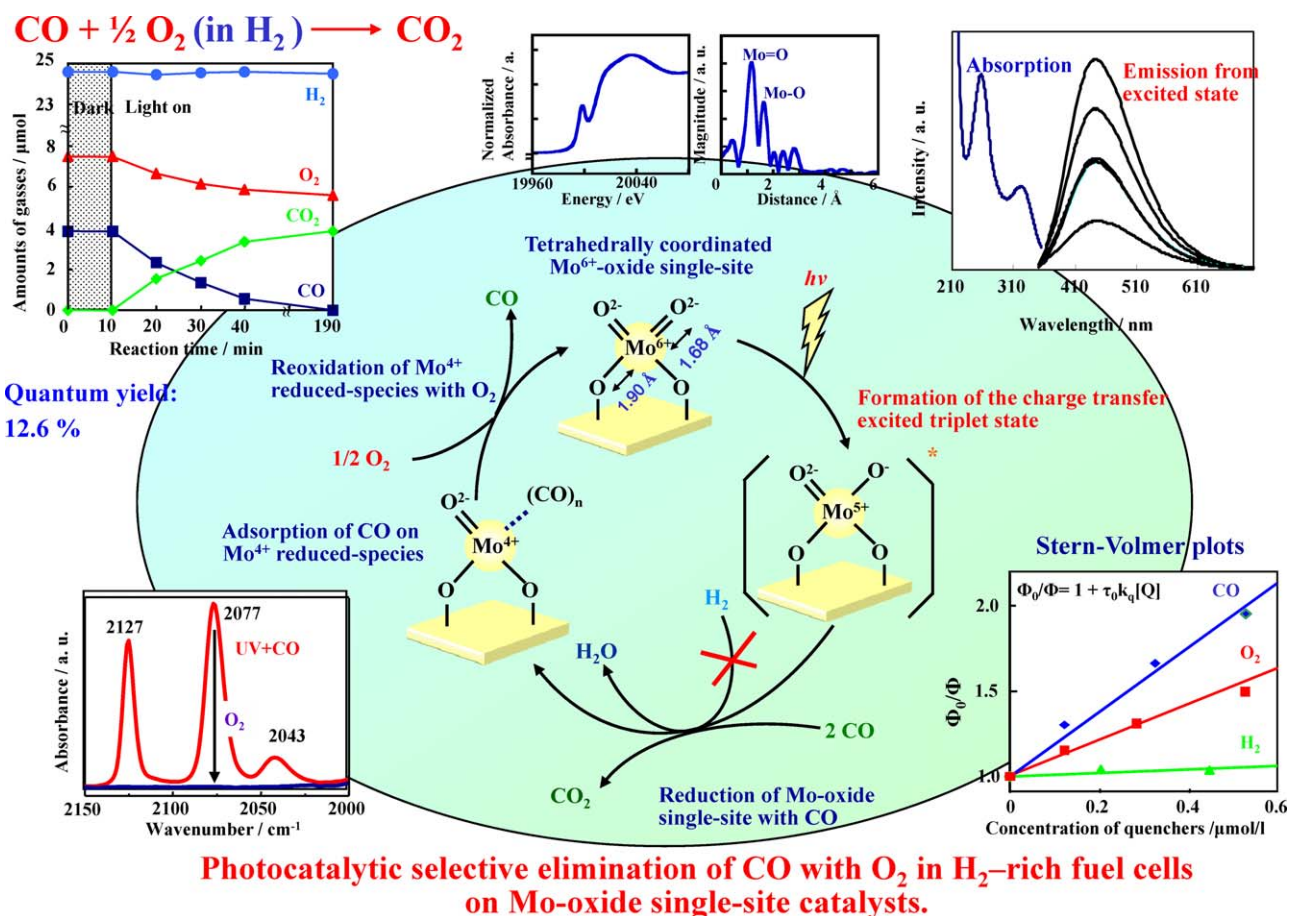 CO + ½ O₂ (in H₂) → CO₂
Amounts of gasses / μmol
25
23
8
6
4
2
0
Dark
Light on
H₂
O₂
CO₂
CO
0
10
20
30
40
190
Reaction time / min
Quantum yield:
12.6 %
Normalized
Absorbance / a.
19960
20040
Energy / eV
Magnitude / a. u.
Mo=O
Mo-O
0
2
4
6
Distance / Å
Intensity / a. u.
Absorption
Emission from
excited state
210
310
410
510
610
Wavelength / nm
Tetrahedrally coordinated
Mo⁶⁺-oxide single-site
O²⁻
O²⁻
Mo⁶⁺
1.68 Å
O
O
1.90 Å
hν
CO
Reoxidation of Mo⁴⁺
reduced-species with O₂
1/2 O₂
Formation of the charge transfer
excited triplet state
*
O²⁻
O⁻
Mo⁵⁺
O
O
O²⁻
(CO)ₙ
Mo⁴⁺
O
O
Adsorption of CO on
Mo⁴⁺ reduced-species
H₂
H₂O
2 CO
CO₂
Reduction of Mo-oxide
single-site with CO
Absorbance / a. u.
2127
2077
UV+CO
O₂
2043
2150
2100
2050
2000
Wavenumber / cm⁻¹
Stern-Volmer plots
Φ₀/Φ= 1 + τ₀k_q[Q]
Φ₀/Φ
2.0
1.5
1.0
CO
O₂
H₂
0
0.2
0.4
0.6
Concentration of quenchers /μmol/l
Photocatalytic selective elimination of CO with O₂ in H₂–rich fuel cells
on Mo-oxide single-site catalysts.